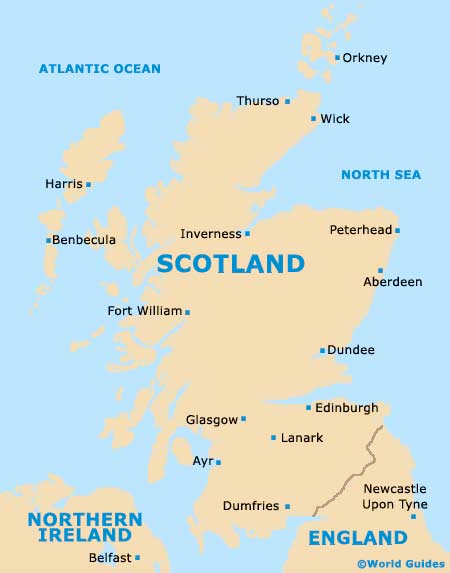 Orkney
ATLANTIC OCEAN
Thurso
Wick
NORTH SEA
Harris
Peterhead
Inverness
Benbecula
SCOTLAND
Aberdeen
Fort William
Dundee
Edinburgh
Glasgow
Lanark
Ayr
Newcastle
Upon Tyne
Dumfries
NORTHERN
IRELAND
ENGLAND
Belfast
©World Guides